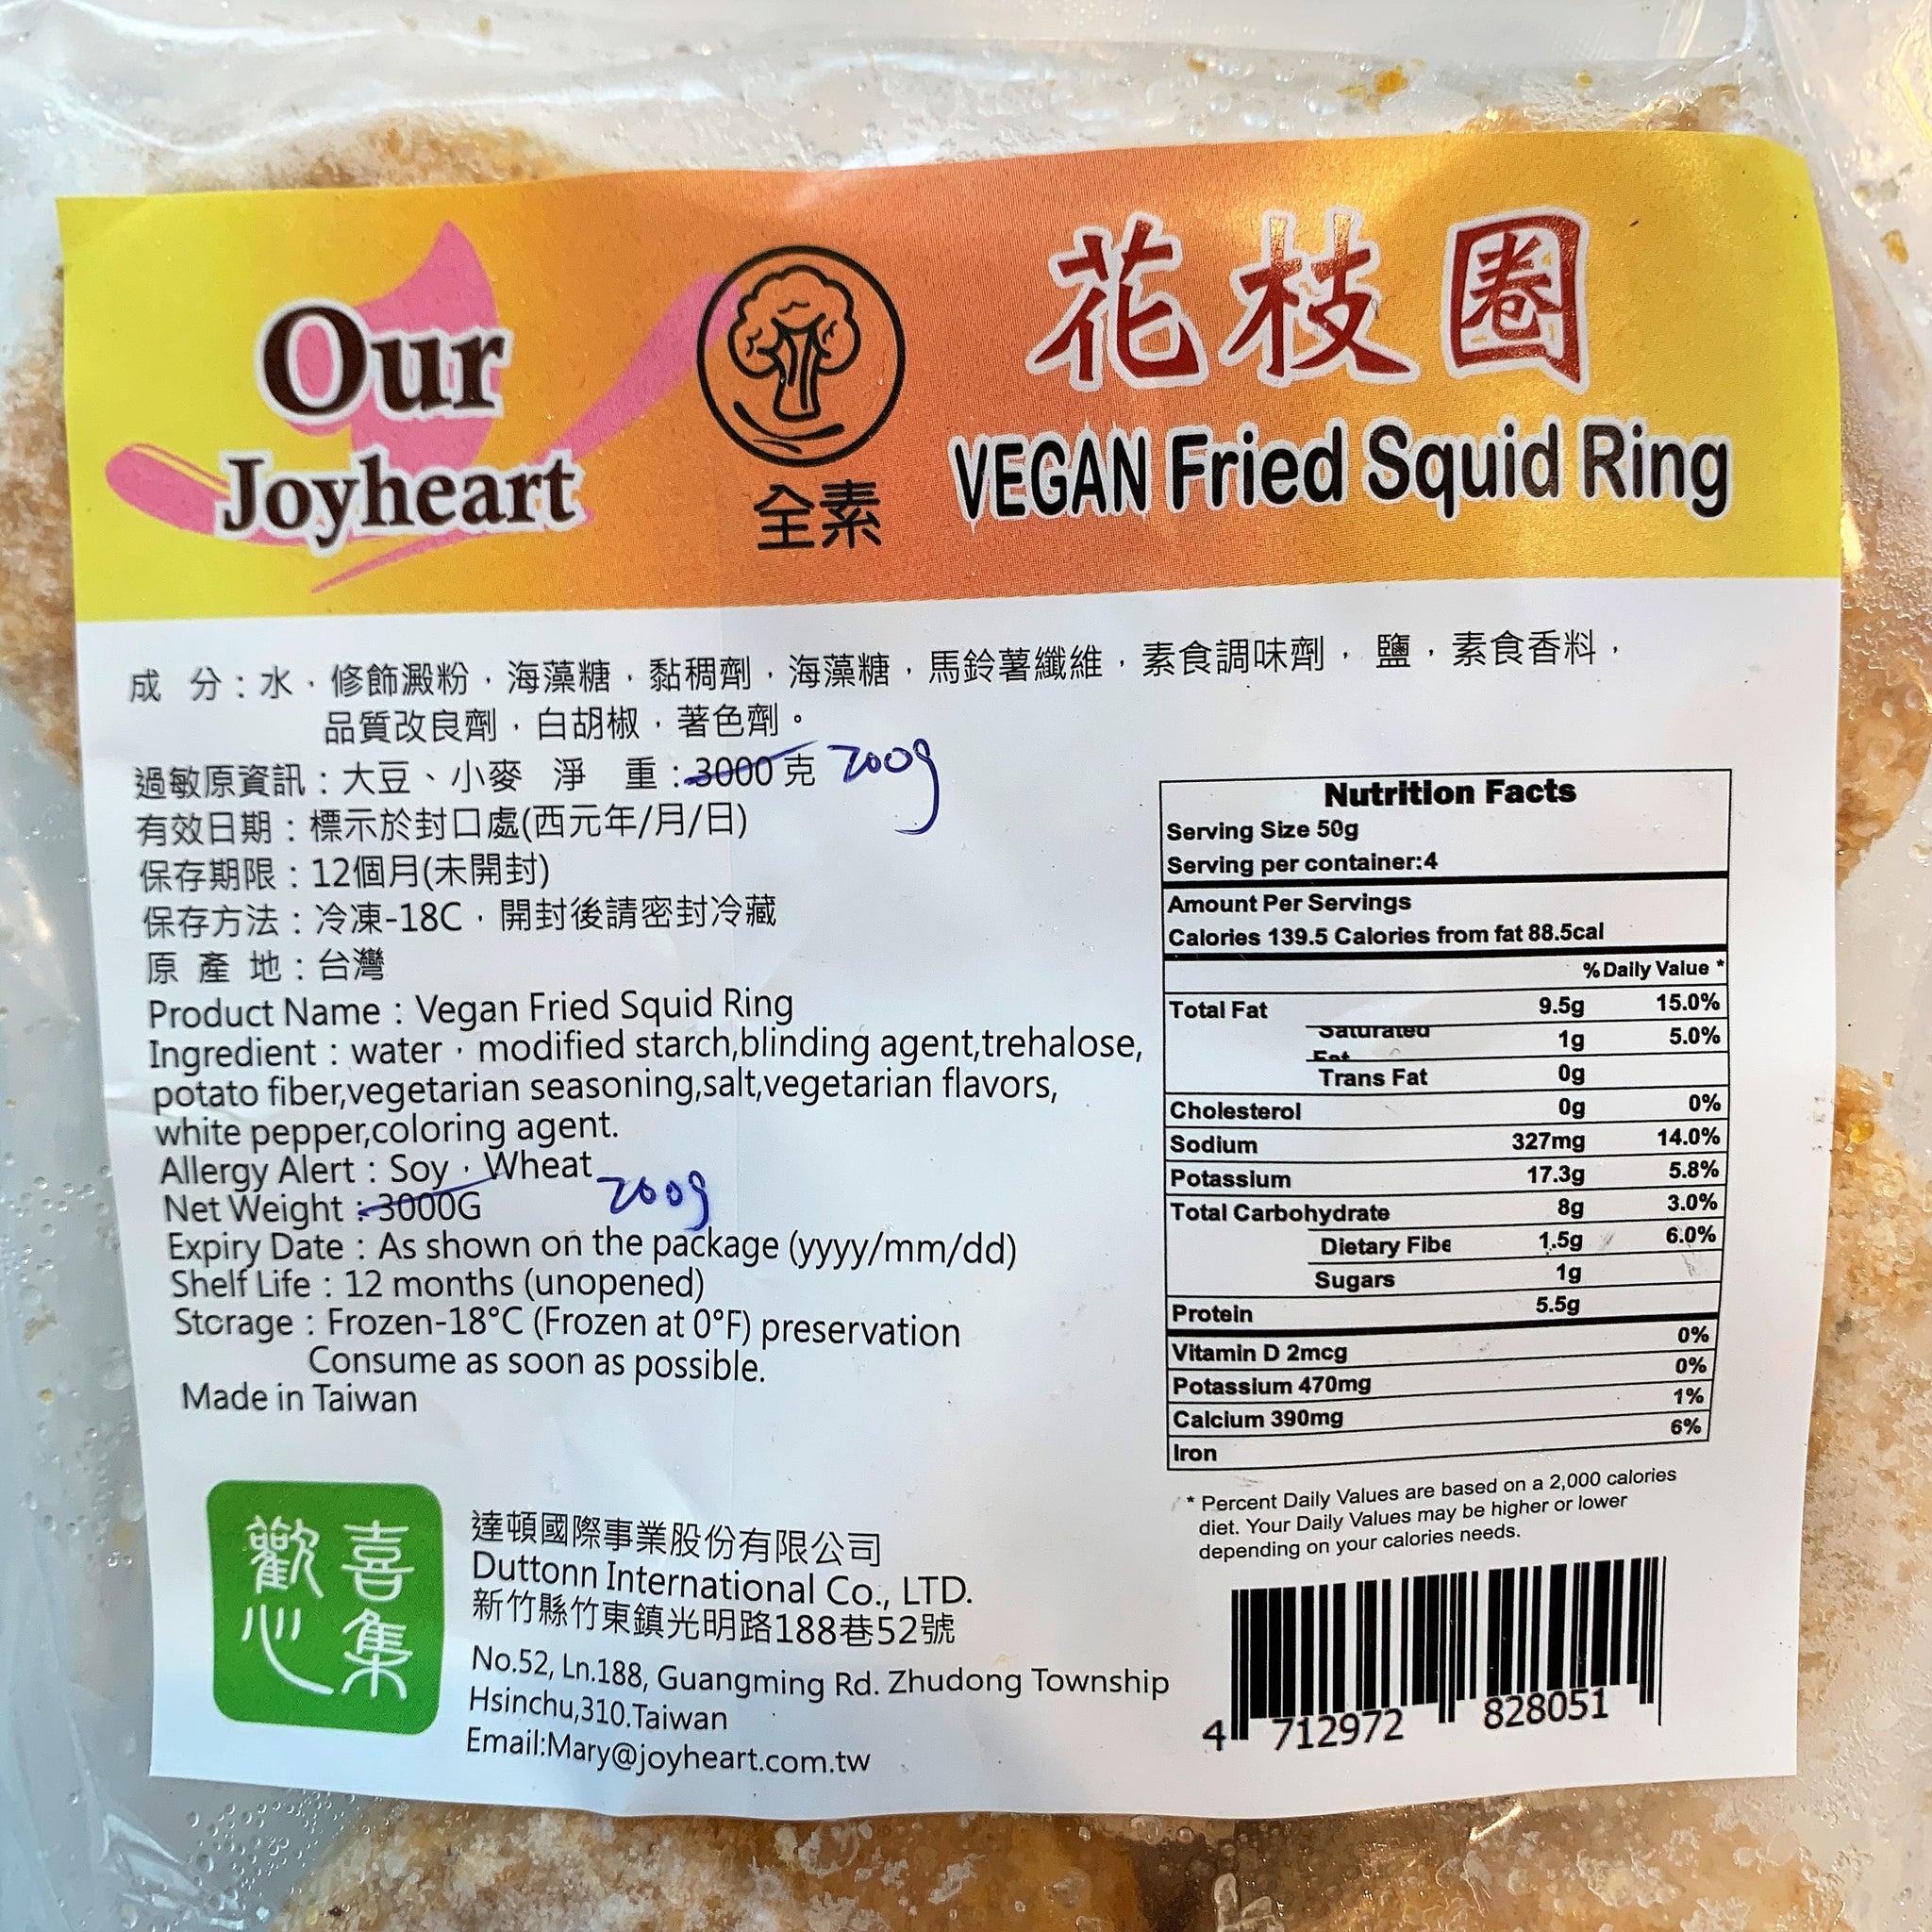 Our
Joyheart
全素
花枝圈
VEGAN Fried Squid Ring
成 分：水，修飾澱粉，海藻糖，黏稠劑，海藻糖，馬鈴薯纖維，素食調味劑，鹽，素食香料，
品質改良劑，白胡椒，著色劑。
過敏原資訊：大豆、小麥 淨 重：3000克 200g
有效日期：標示於封口處(西元年/月/日)
保存期限：12個月(未開封)
保存方法：冷凍-18C，開封後請密封冷藏
原 產 地：台灣
Product Name：Vegan Fried Squid Ring
Ingredient：water，modified starch,blinding agent,trehalose,
potato fiber,vegetarian seasoning,salt,vegetarian flavors,
white pepper,coloring agent.
Allergy Alert：Soy，Wheat
Net Weight：3000G 200g
Expiry Date：As shown on the package (yyyy/mm/dd)
Shelf Life：12 months (unopened)
Storage：Frozen-18°C (Frozen at 0°F) preservation
Consume as soon as possible.
Made in Taiwan
Nutrition Facts
Serving Size 50g
Serving per container:4
Amount Per Servings
Calories 139.5 Calories from fat 88.5cal
%Daily Value *
Total Fat 9.5g 15.0%
Saturated Fat 1g 5.0%
Trans Fat 0g
Cholesterol 0g 0%
Sodium 327mg 14.0%
Potassium 17.3g 5.8%
Total Carbohydrate 8g 3.0%
Dietary Fibe 1.5g 6.0%
Sugars 1g
Protein 5.5g
Vitamin D 2mcg 0%
Potassium 470mg 0%
Calcium 390mg 1%
Iron 6%
* Percent Daily Values are based on a 2,000 calories
diet. Your Daily Values may be higher or lower
depending on your calories needs.
喜集
歡心
達頓國際事業股份有限公司
Duttonn International Co., LTD.
新竹縣竹東鎮光明路188巷52號
No.52, Ln.188, Guangming Rd. Zhudong Township
Hsinchu,310.Taiwan
Email:Mary@joyheart.com.tw
4 712972 828051